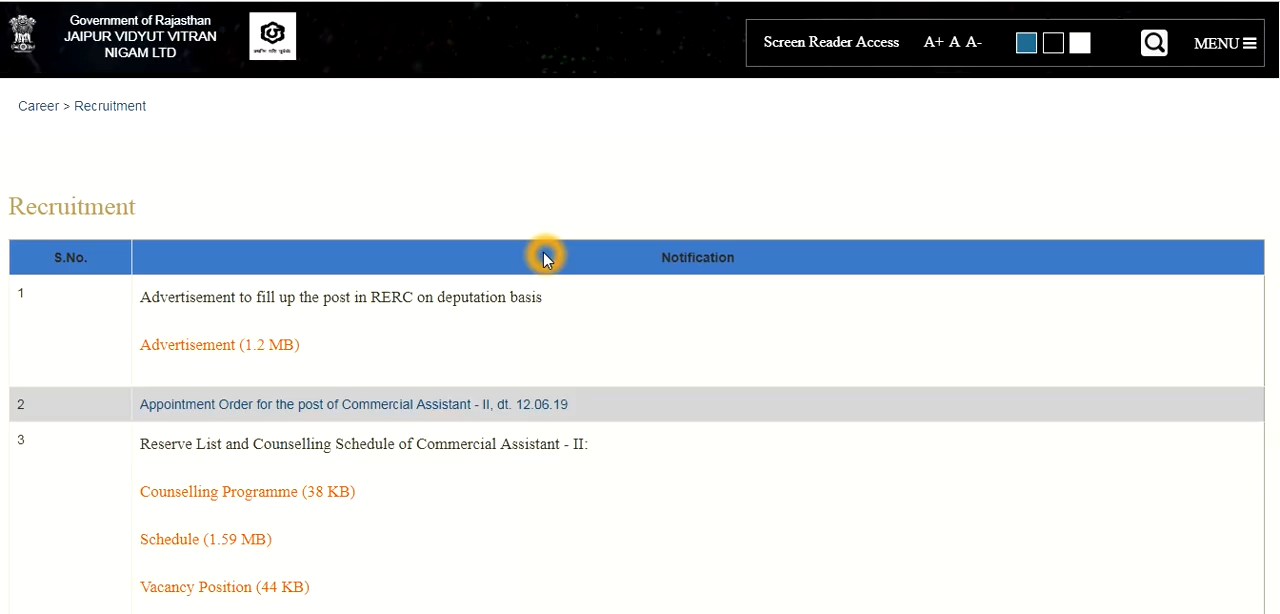 Government of Rajasthan
JAIPUR VIDYUT VITRAN
NIGAM LTD
Screen Reader Access
A+ A A-
MENU
Career > Recruitment
Recruitment
S.No.
Notification
1
Advertisement to fill up the post in RERC on deputation basis
Advertisement (1.2 MB)
2
Appointment Order for the post of Commercial Assistant - II, dt. 12.06.19
3
Reserve List and Counselling Schedule of Commercial Assistant - II:
Counselling Programme (38 KB)
Schedule (1.59 MB)
Vacancy Position (44 KB)